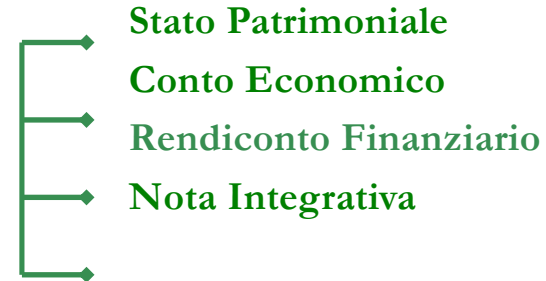 Stato Patrimoniale
Conto Economico
Rendiconto Finanziario
Nota Integrativa